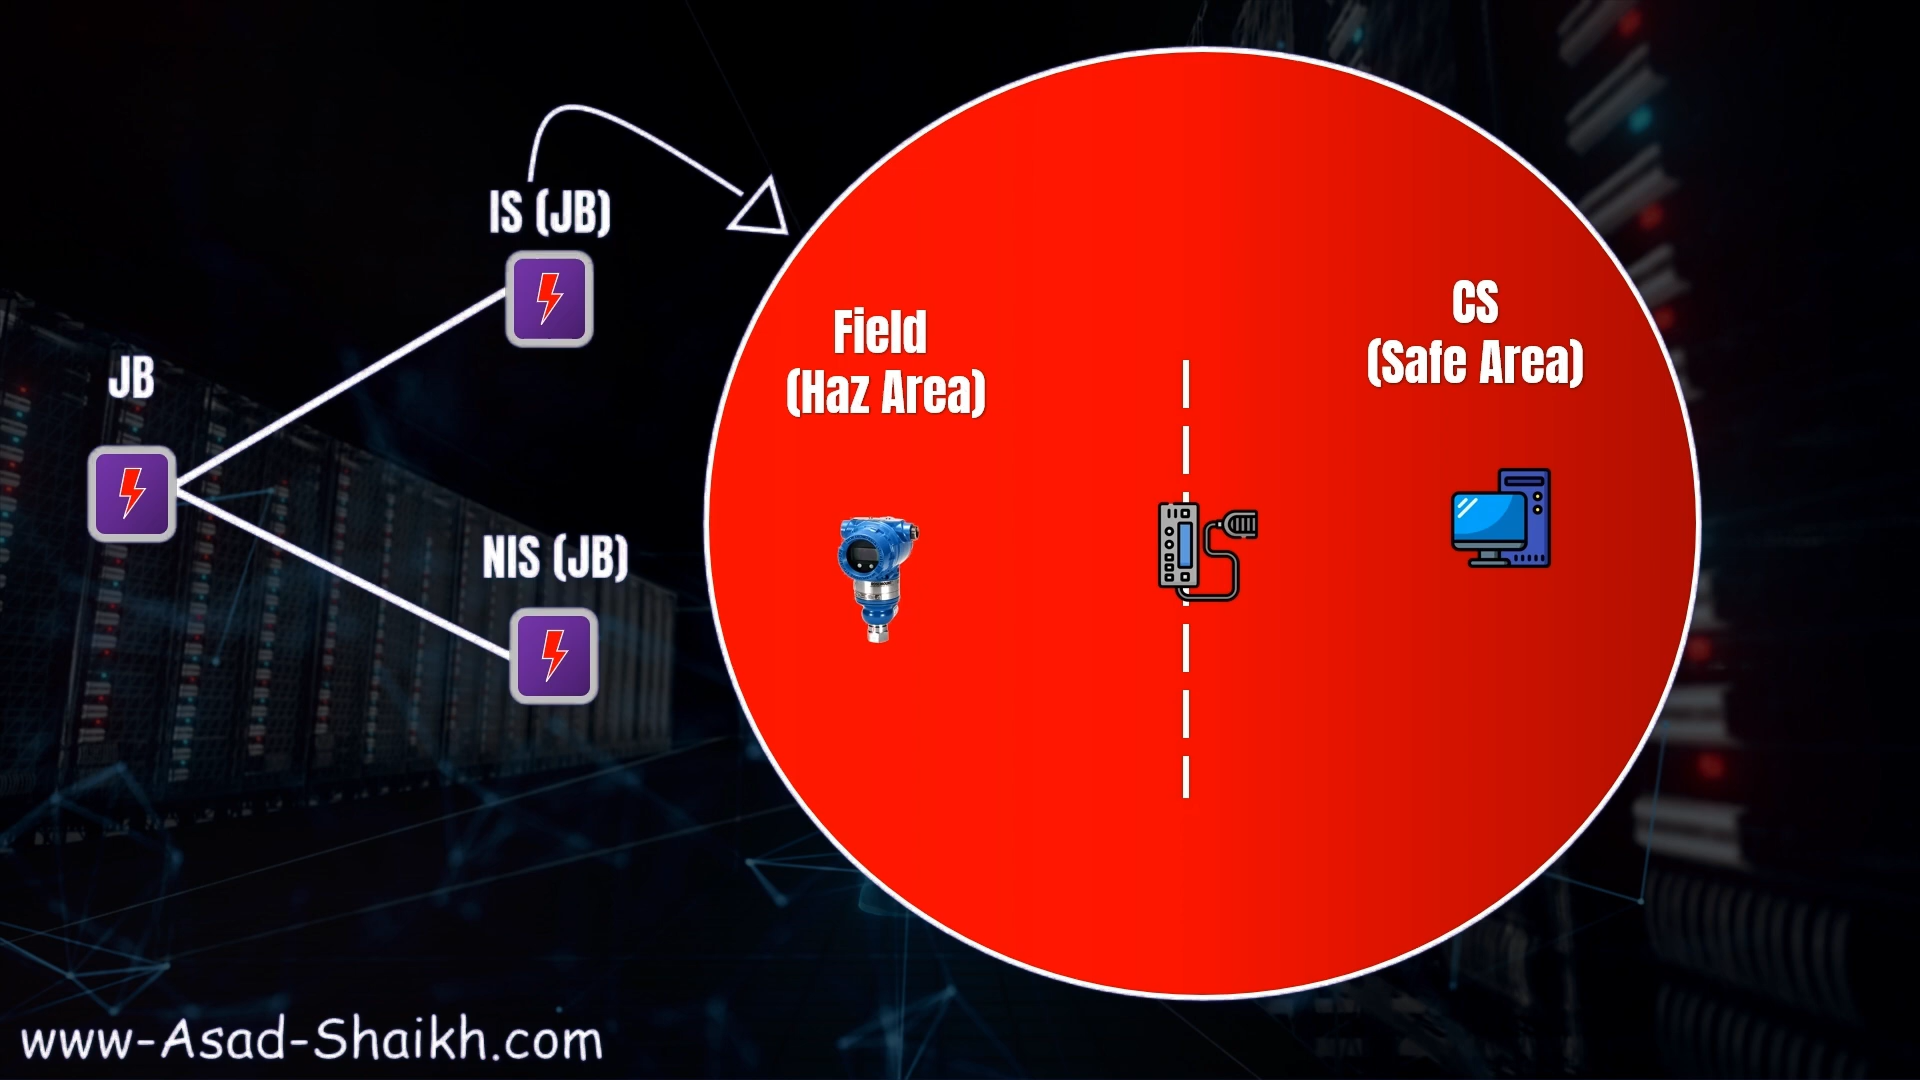 IS (JB)
JB
NIS (JB)
Field
(Haz Area)
CS
(Safe Area)
www-Asad-Shaikh.com